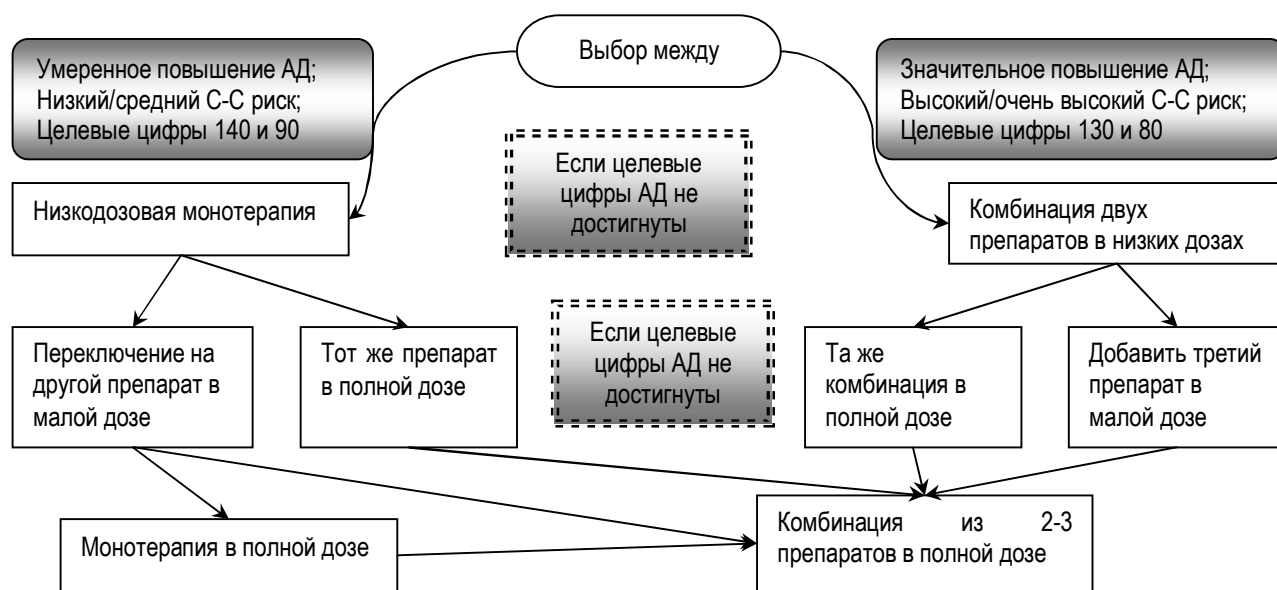 Выбор между
Умеренное повышение АД;
Низкий/средний С-С риск;
Целевые цифры 140 и 90
Значительное повышение АД;
Высокий/очень высокий С-С риск;
Целевые цифры 130 и 80
Если целевые
цифры АД не
достигнуты
Низкодозовая монотерапия
Комбинация двух
препаратов в низких дозах
Переключение на
другой препарат в
малой дозе
Тот же препарат
в полной дозе
Если целевые
цифры АД не
достигнуты
Та же
комбинация в
полной дозе
Добавить третий
препарат в
малой дозе
Монотерапия в полной дозе
Комбинация из 2-3
препаратов в полной дозе